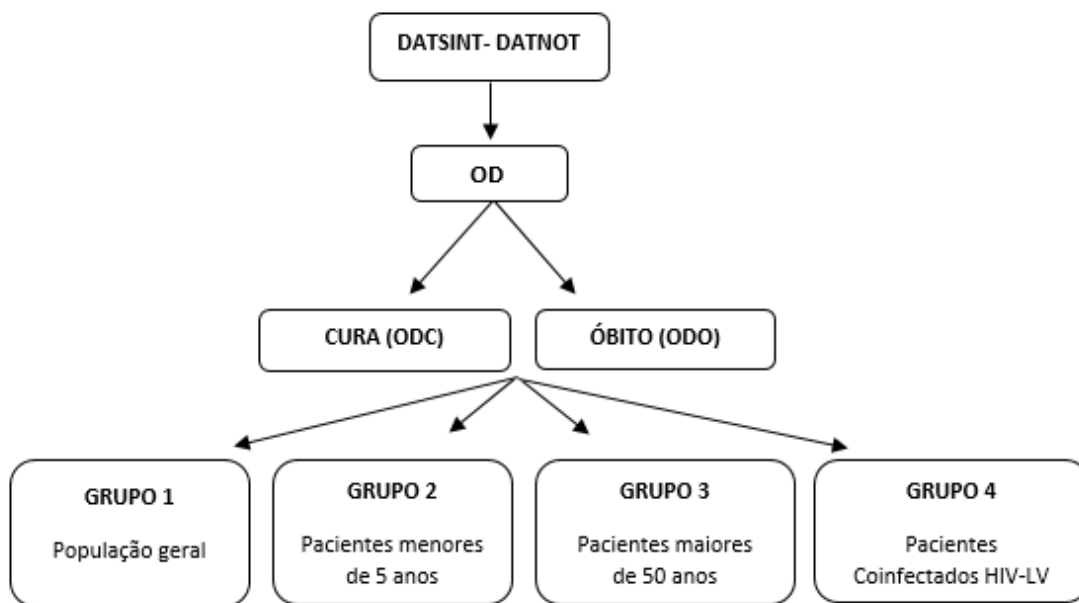 DATSINT- DATNOT
OD
CURA (ODC)
ÓBITO (ODO)
GRUPO 1
População geral
GRUPO 2
Pacientes menores
de 5 anos
GRUPO 3
Pacientes maiores
de 50 anos
GRUPO 4
Pacientes
Coinfectados HIV-LV